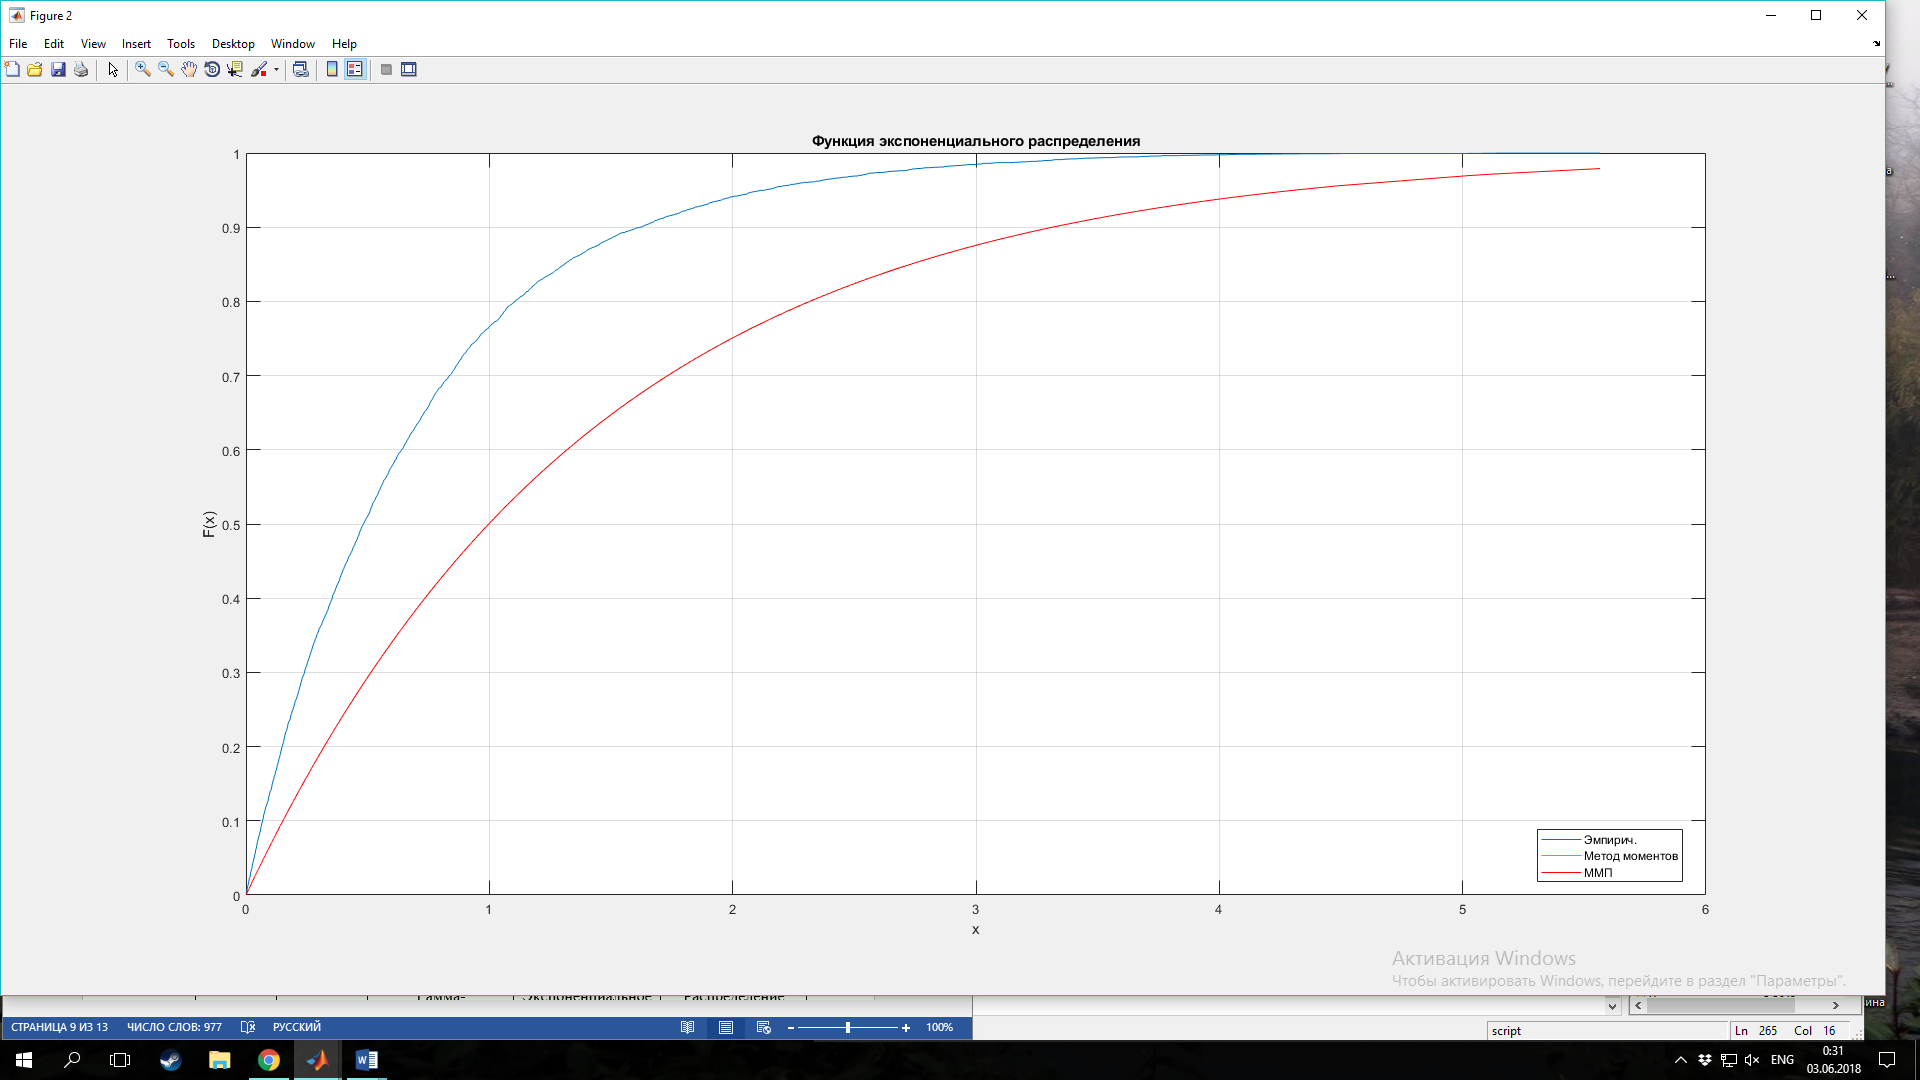 Figure 2
File Edit View Insert Tools Desktop Window Help
Функция экспоненциального распределения
1
0.9
0.8
0.7
0.6
0.5
0.4
0.3
0.2
0.1
0
F(x)
0 1 2 3 4 5 6
x
Эмпирич.
Метод моментов
ММП
Активация Windows
Чтобы активировать Windows, перейдите в раздел "Параметры".
Гамма- Экспоненциальное Распределение
СТРАНИЦА 9 ИЗ 13 ЧИСЛО СЛОВ: 977 РУССКИЙ 100%
script Ln 265 Col 16
ENG 0:31
03.06.2018